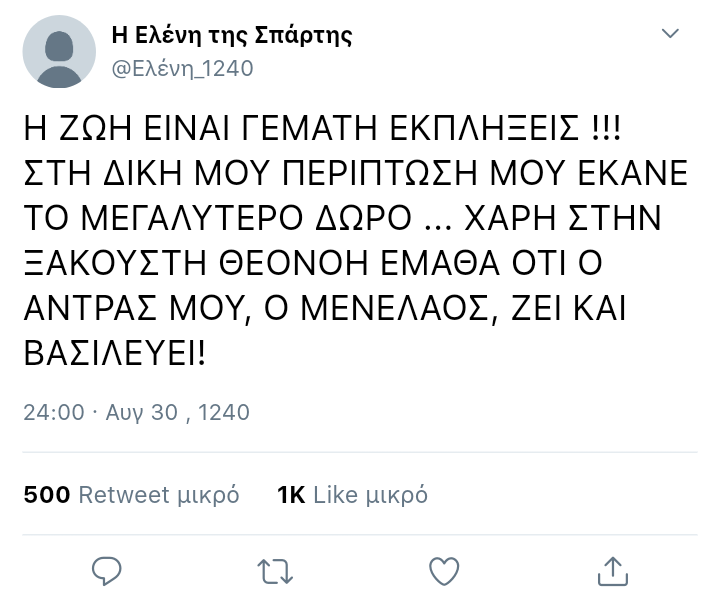 Η Ελένη της Σπάρτης
@Ελένη_1240
Η ΖΩΗ ΕΙΝΑΙ ΓΕΜΑΤΗ ΕΚΠΛΗΞΕΙΣ !!!
ΣΤΗ ΔΙΚΗ ΜΟΥ ΠΕΡΙΠΤΩΣΗ ΜΟΥ ΕΚΑΝΕ
ΤΟ ΜΕΓΑΛΥΤΕΡΟ ΔΩΡΟ ... ΧΑΡΗ ΣΤΗΝ
ΞΑΚΟΥΣΤΗ ΘΕΟΝΟΗ ΕΜΑΘΑ ΟΤΙ Ο
ΑΝΤΡΑΣ ΜΟΥ, Ο ΜΕΝΕΛΑΟΣ, ΖΕΙ ΚΑΙ
ΒΑΣΙΛΕΥΕΙ!
24:00 · Αυγ 30 , 1240
500 Retweet μικρό 1K Like μικρό